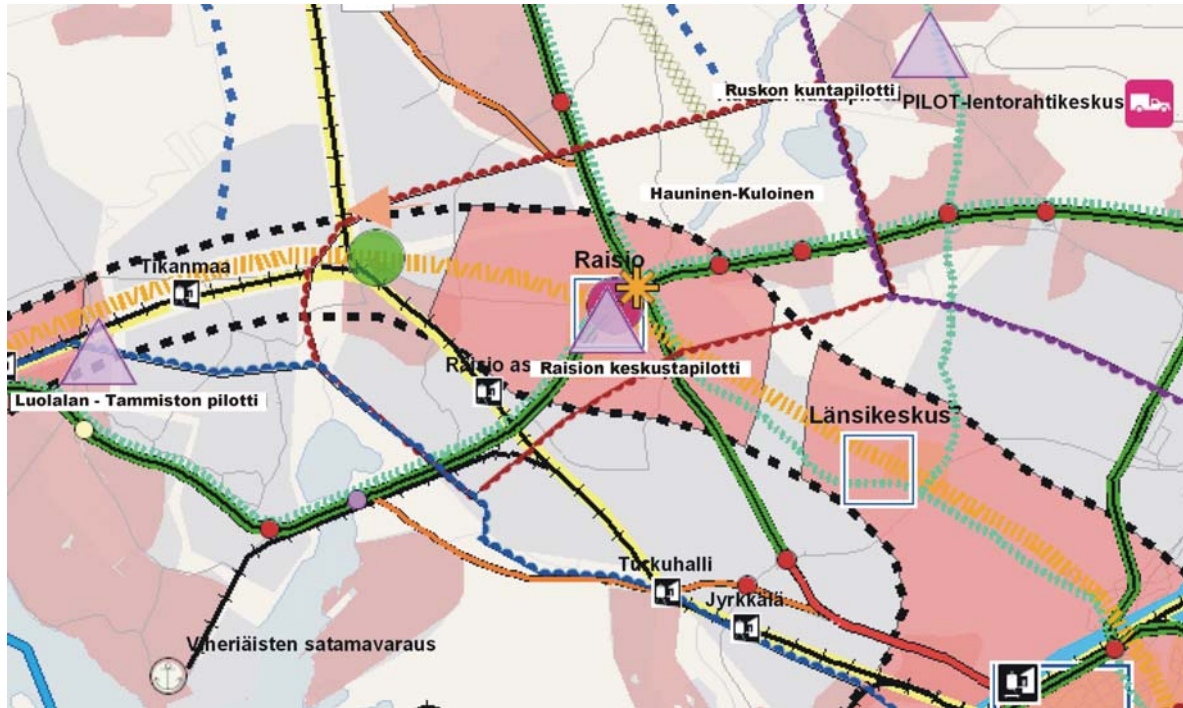 Ruskon kuntapilotti
PILOT-lentorahtikeskus
Hauninen-Kuloinen
Raisio
Tikanmaa
Raisio as
Raision keskustapilotti
Luolalan - Tammiston pilotti
Länsikeskus
Turkuhalli
Jyrkkälä
Viheriäisten satamavaraus